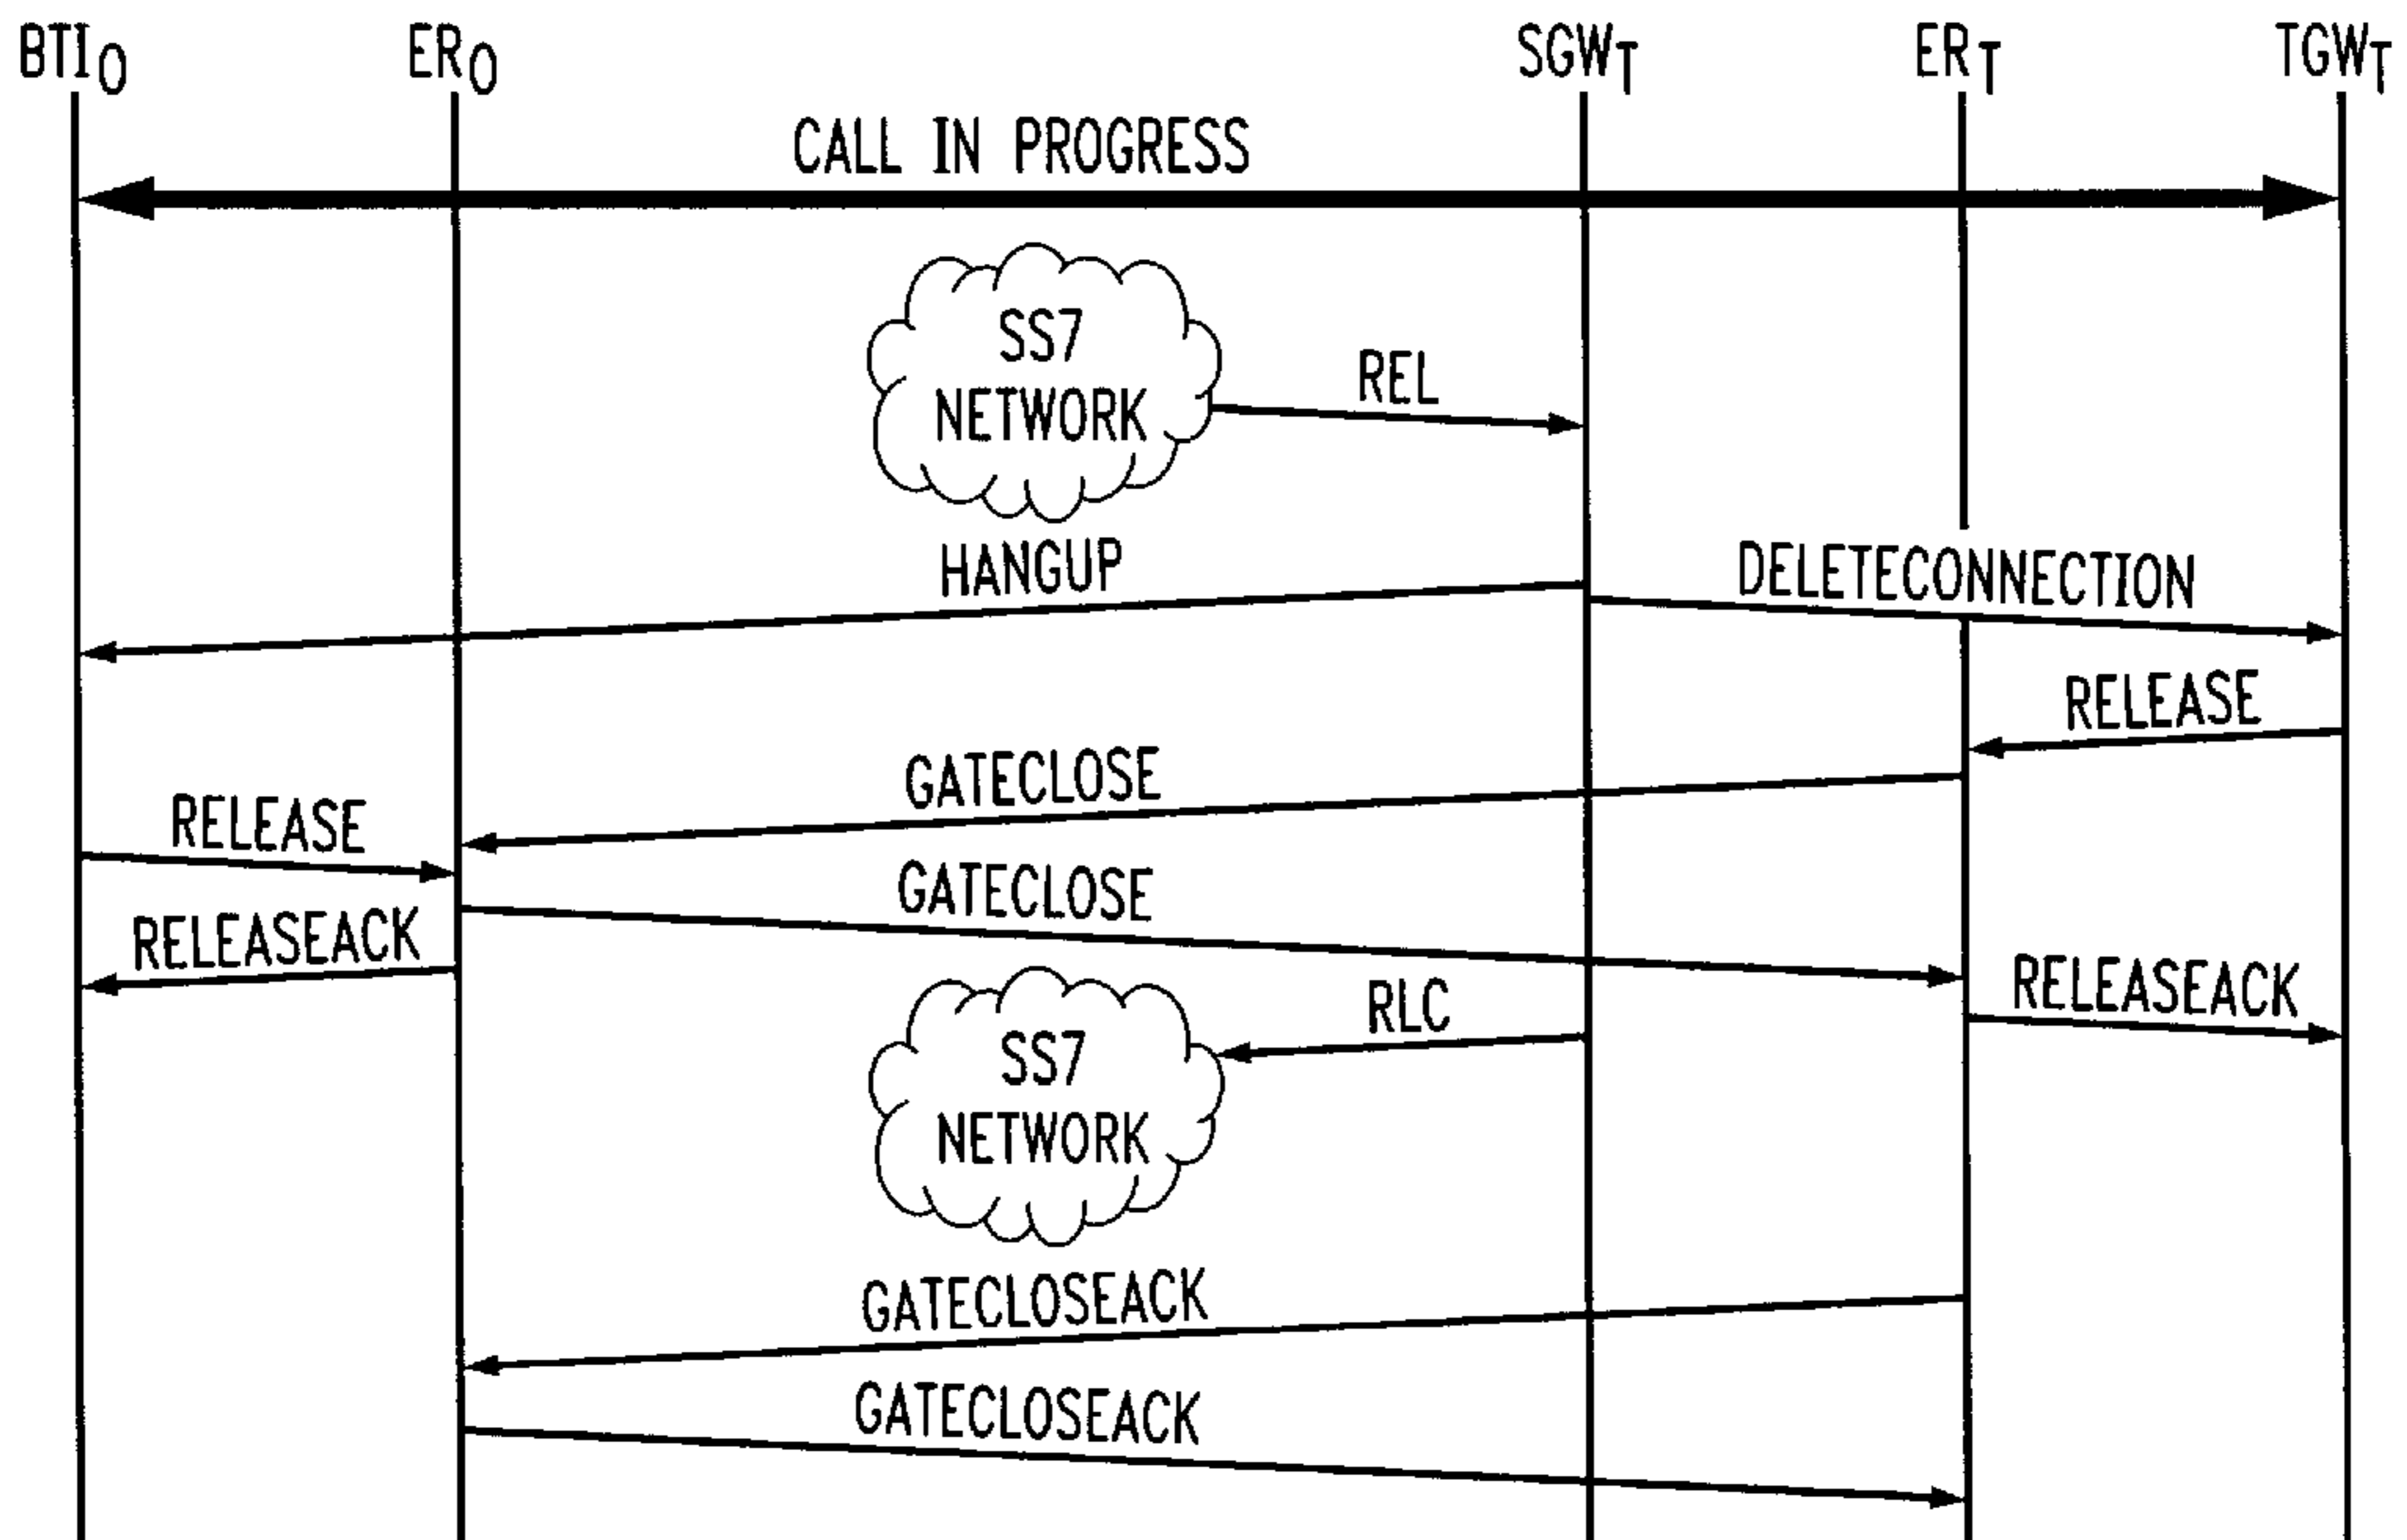 BTIO ERO SGWT ERT TGWT
CALL IN PROGRESS
SS7
NETWORK
REL
HANGUP
DELETECONNECTION
RELEASE
GATECLOSE
RELEASE
GATECLOSE
RELEASEACK
RELEASEACK
RLC
SS7
NETWORK
GATECLOSEACK
GATECLOSEACK